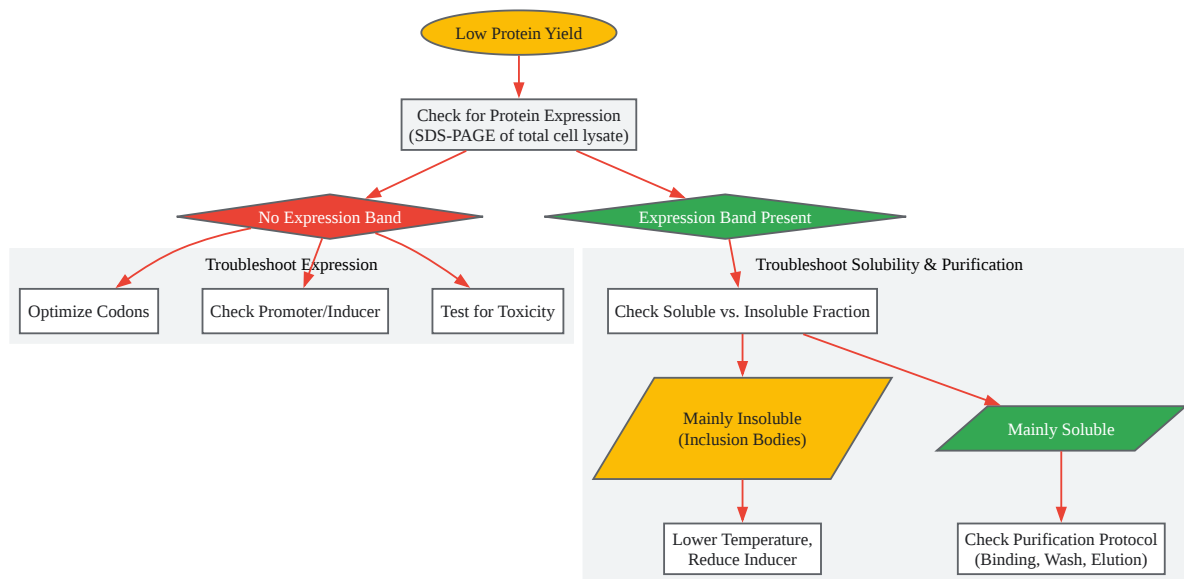 Low Protein Yield
Check for Protein Expression
(SDS-PAGE of total cell lysate)
No Expression Band
Expression Band Present
Troubleshoot Expression
Optimize Codons
Check Promoter/Inducer
Test for Toxicity
Troubleshoot Solubility & Purification
Check Soluble vs. Insoluble Fraction
Mainly Insoluble
(Inclusion Bodies)
Mainly Soluble
Lower Temperature,
Reduce Inducer
Check Purification Protocol
(Binding, Wash, Elution)